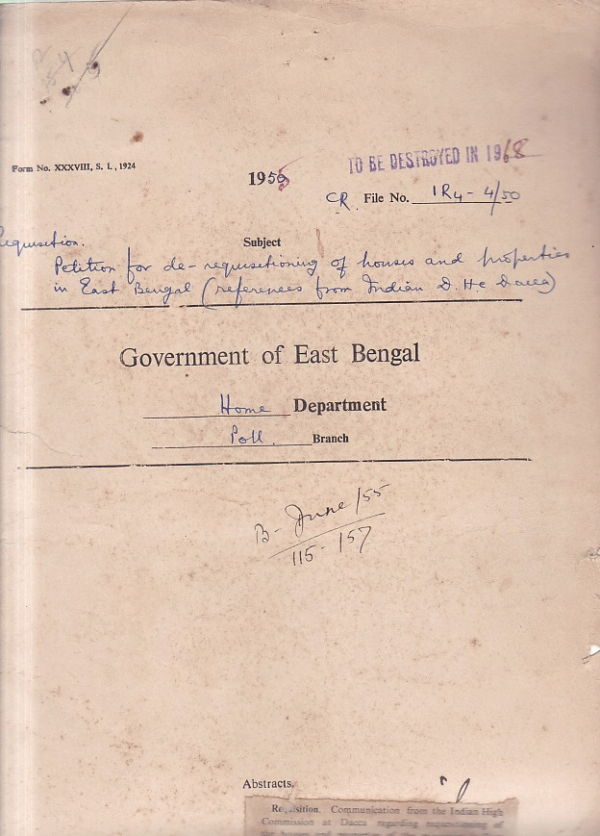 Form No. XXXVIII, S. I., 1924
1955
TO BE DESTROYED IN 1968
CR. File No. 1R4-4/50
Requisition.
Subject
Petition for de-requisitioning of houses and properties
in East Bengal (references from Indian D. Hc Dacca)
Government of East Bengal
Home Department
Poll. Branch
B- June/55
115-157
Abstracts.
Requisition. Communication from the Indian High
Commission at Dacca regarding